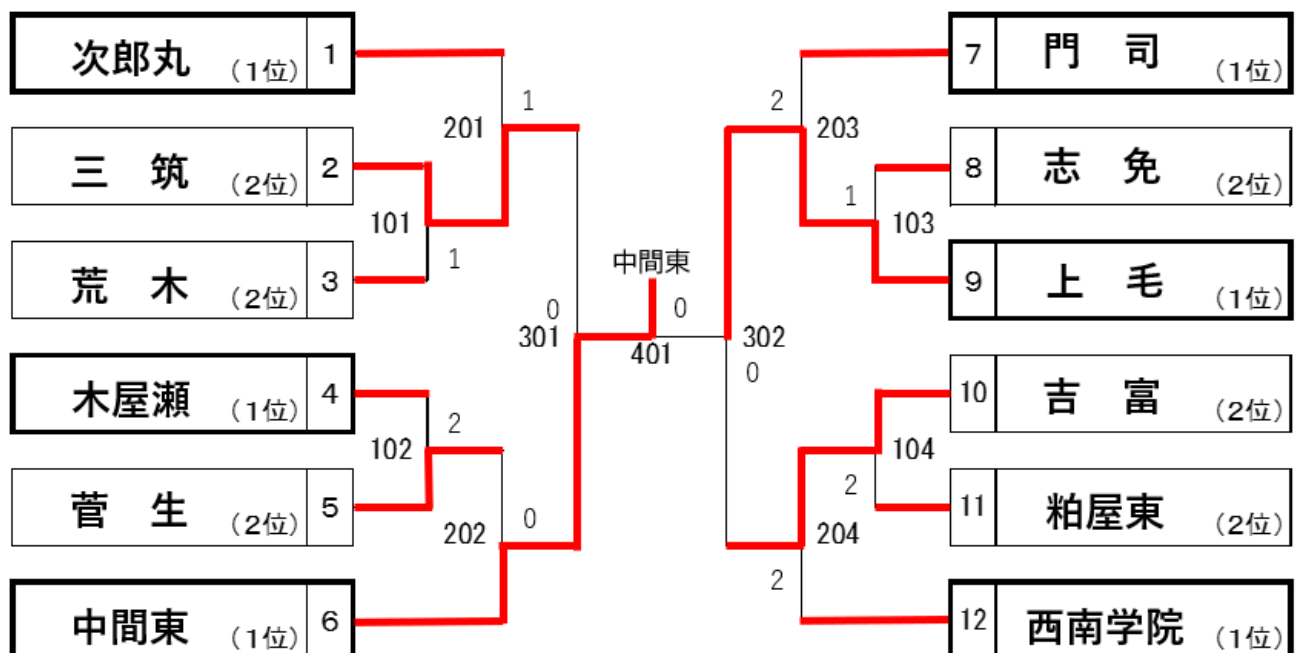 次郎丸 （１位） 1
三　筑 （２位） 2
荒　木 （２位） 3
木屋瀬 （１位） 4
菅　生 （２位） 5
中間東 （１位） 6
101
1
102
2
201
1
202
0
301
0
中間東
401
0
302
0
203
2
204
2
103
1
104
2
7 門　司 （１位）
8 志　免 （２位）
9 上　毛 （１位）
10 吉　富 （２位）
11 粕屋東 （２位）
12 西南学院 （１位）